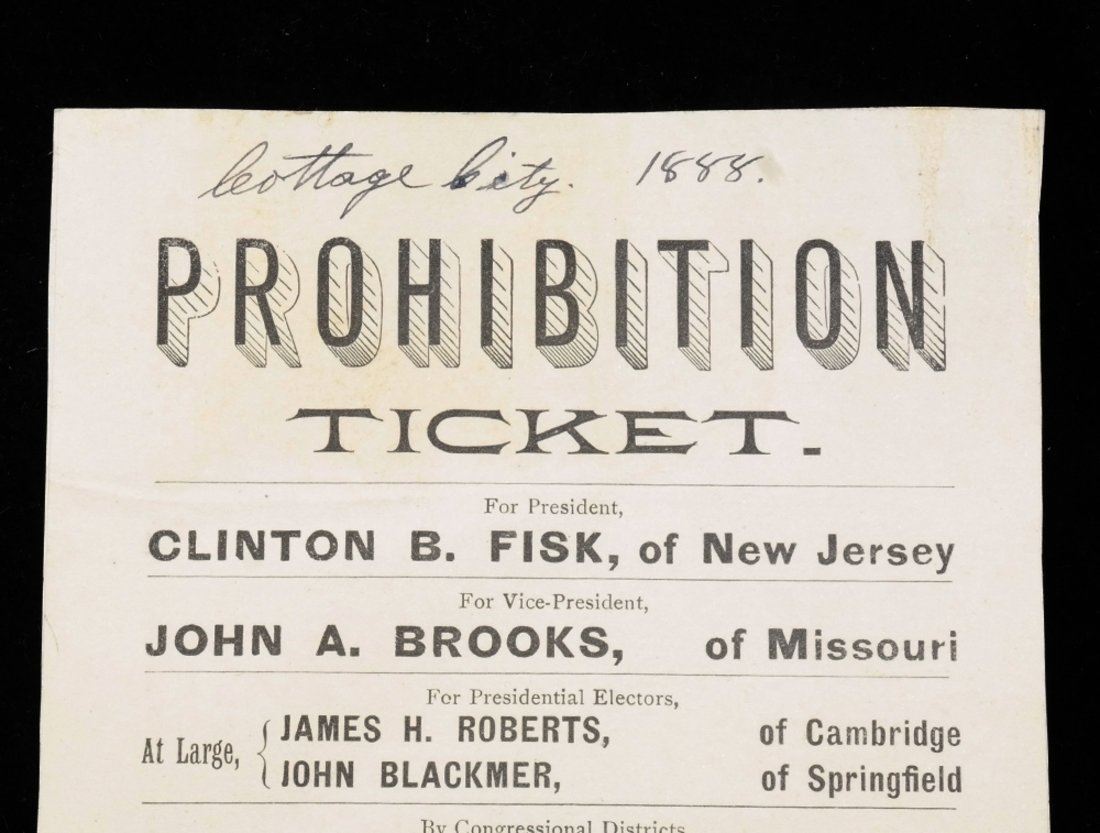 Cottage City. 1888.
PROHIBITION
TICKET.
For President,
CLINTON B. FISK, of New Jersey
For Vice-President,
JOHN A. BROOKS, of Missouri
For Presidential Electors,
At Large, { JAMES H. ROBERTS, of Cambridge
JOHN BLACKMER, of Springfield
By Congressional Districts